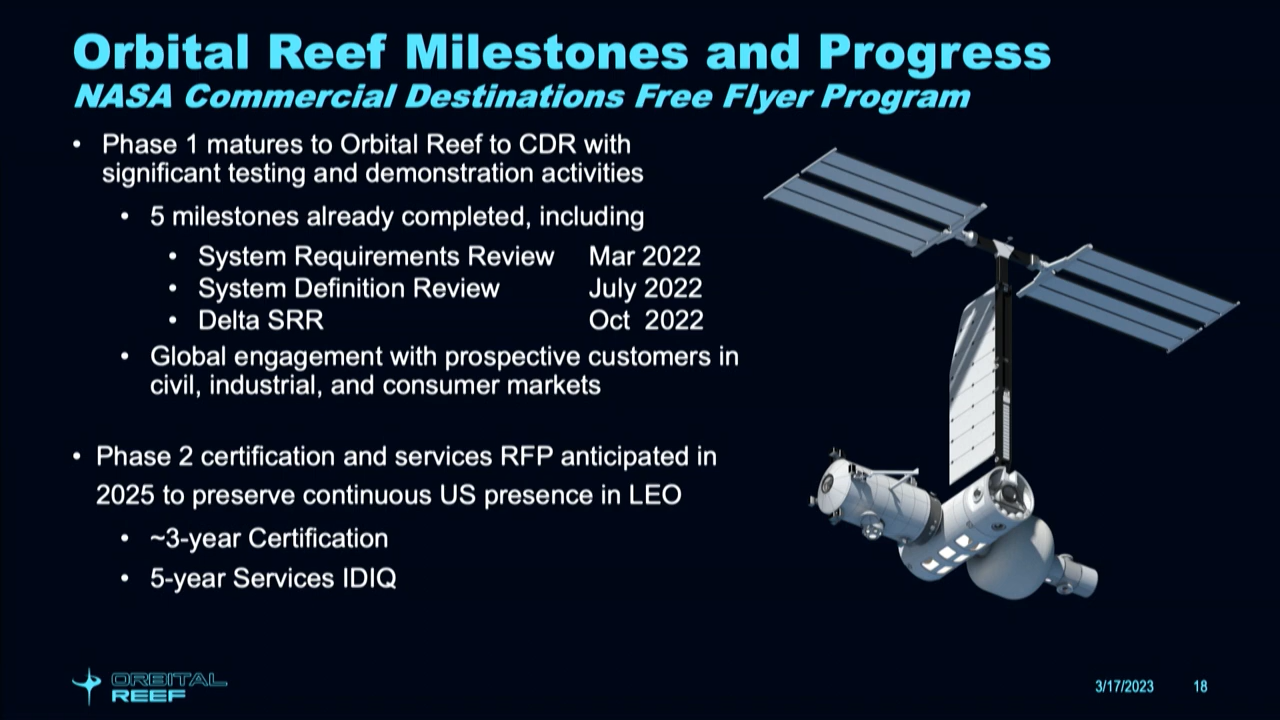 Orbital Reef Milestones and Progress
NASA Commercial Destinations Free Flyer Program
• Phase 1 matures to Orbital Reef to CDR with
significant testing and demonstration activities
• 5 milestones already completed, including
• System Requirements Review Mar 2022
• System Definition Review July 2022
• Delta SRR Oct 2022
• Global engagement with prospective customers in
civil, industrial, and consumer markets
• Phase 2 certification and services RFP anticipated in
2025 to preserve continuous US presence in LEO
• ~3-year Certification
• 5-year Services IDIQ
ORBITAL
REEF
3/17/2023 18